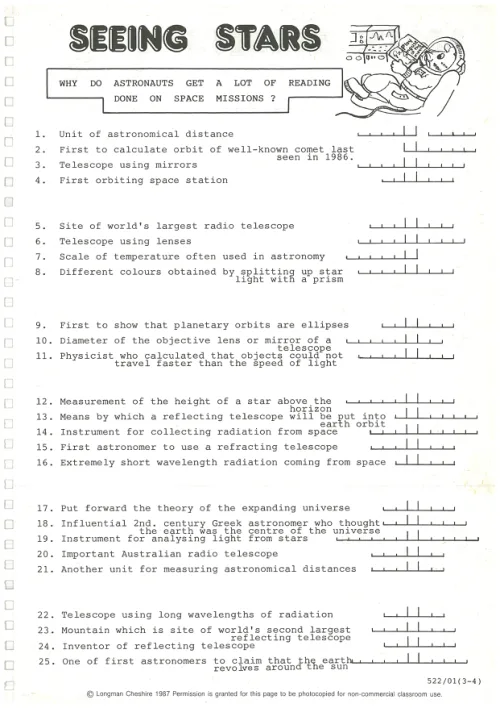 SEEING STARS
WHY DO ASTRONAUTS GET A LOT OF READING
DONE ON SPACE MISSIONS ?
1. Unit of astronomical distance
2. First to calculate orbit of well-known comet last
seen in 1986.
3. Telescope using mirrors
4. First orbiting space station
5. Site of world's largest radio telescope
6. Telescope using lenses
7. Scale of temperature often used in astronomy
8. Different colours obtained by splitting up star
light with a prism
9. First to show that planetary orbits are ellipses
10. Diameter of the objective lens or mirror of a
telescope
11. Physicist who calculated that objects could not
travel faster than the speed of light
12. Measurement of the height of a star above the
horizon
13. Means by which a reflecting telescope will be put into
earth orbit
14. Instrument for collecting radiation from space
15. First astronomer to use a refracting telescope
16. Extremely short wavelength radiation coming from space
17. Put forward the theory of the expanding universe
18. Influential 2nd. century Greek astronomer who thought
the earth was the centre of the universe
19. Instrument for analysing light from stars
20. Important Australian radio telescope
21. Another unit for measuring astronomical distances
22. Telescope using long wavelengths of radiation
23. Mountain which is site of world's second largest
reflecting telescope
24. Inventor of reflecting telescope
25. One of first astronomers to claim that the earth
revolves around the sun
522/01(3-4)
© Longman Cheshire 1987 Permission is granted for this page to be photocopied for non-commercial classroom use.